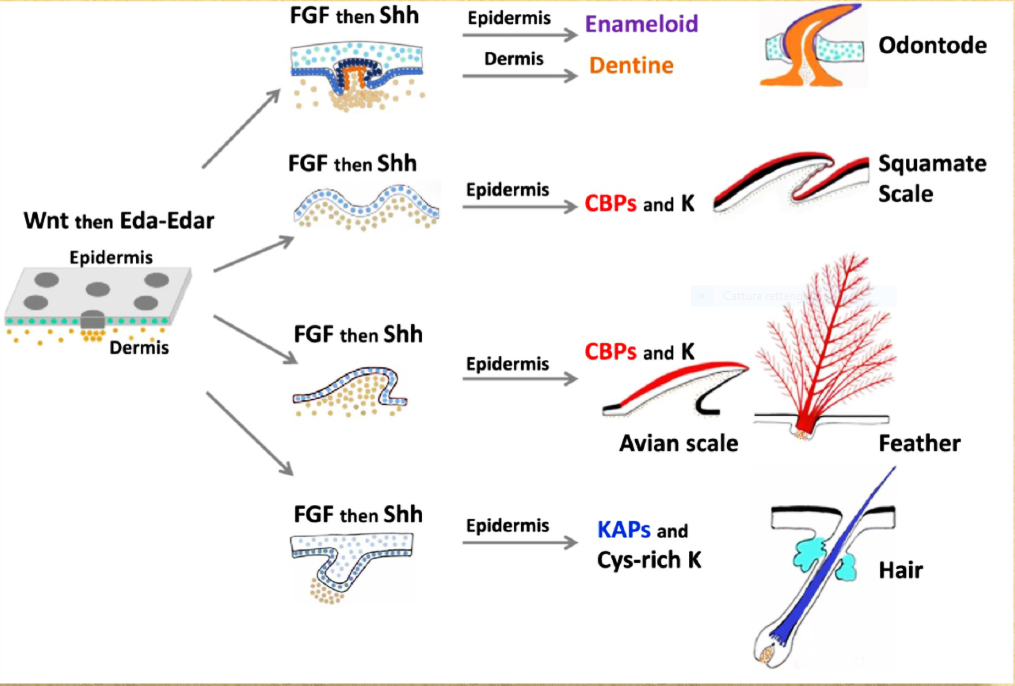 FGF then Shh
Epidermis
Enameloid
Dermis
Dentine
Odontode
FGF then Shh
Epidermis
CBPs and K
Squamate
Scale
Wnt then Eda-Edar
Epidermis
Dermis
FGF then Shh
Epidermis
CBPs and K
Avian scale
Feather
FGF then Shh
Epidermis
KAPs and
Cys-rich K
Hair